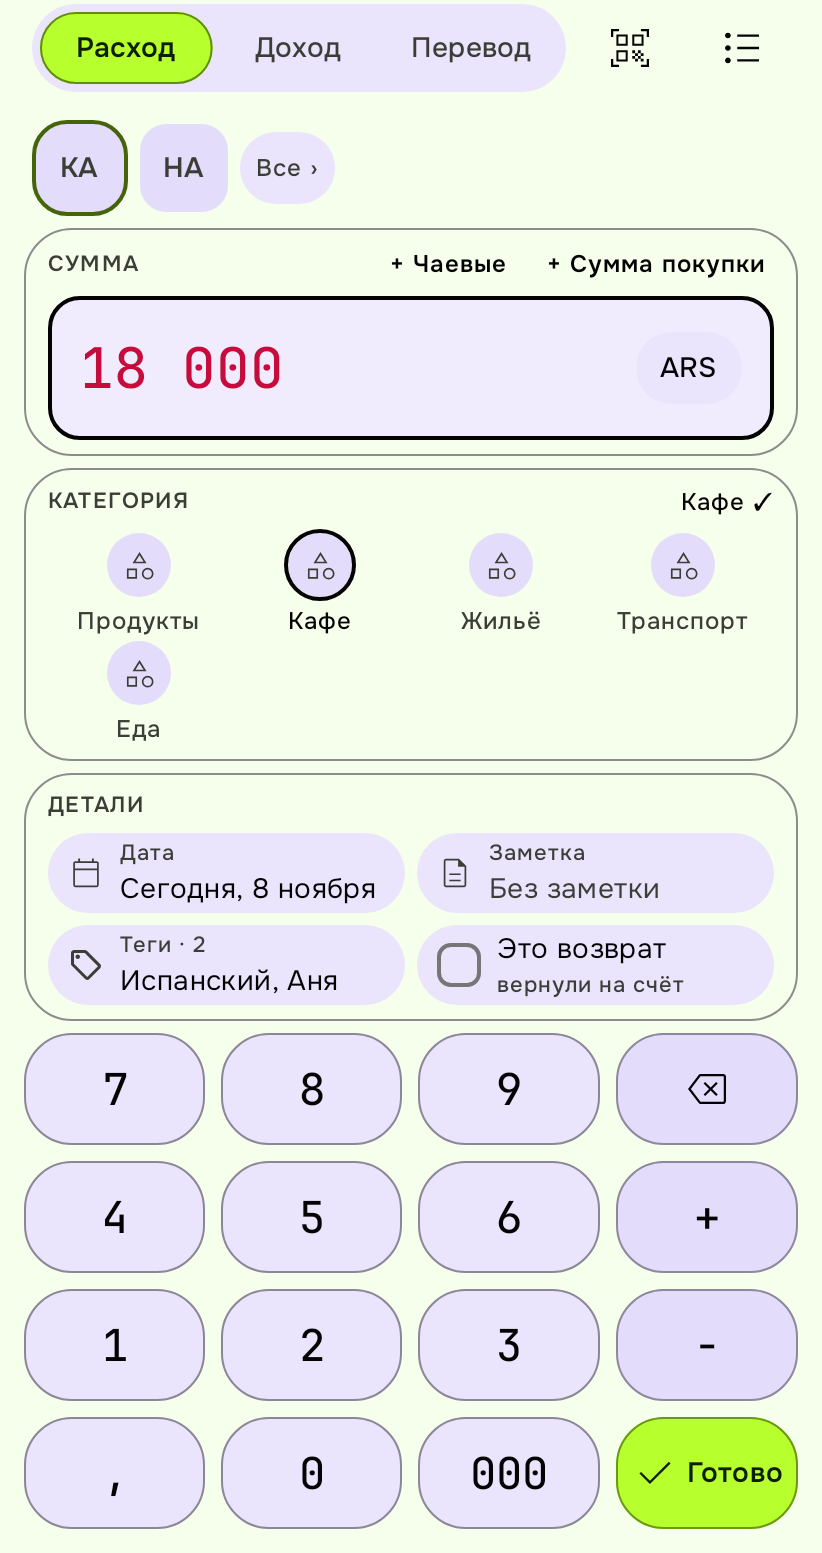 Расход Доход Перевод
КА НА Все ›
СУММА + Чаевые + Сумма покупки
18 000 ARS
КАТЕГОРИЯ Кафе ✓
Продукты Кафе Жильё Транспорт
Еда
ДЕТАЛИ
Дата Заметка
Сегодня, 8 ноября Без заметки
Теги · 2 Это возврат
Испанский, Аня вернули на счёт
7 8 9
4 5 6 +
1 2 3 -
, 0 000 Готово